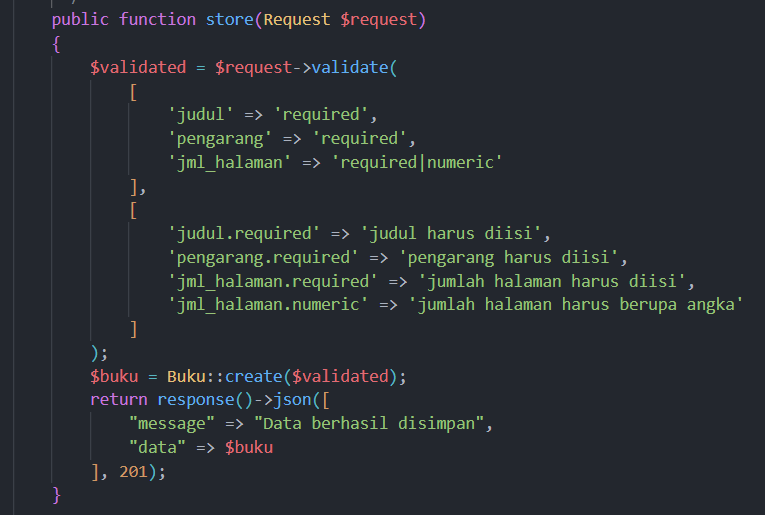 public function store(Request $request)
{
    $validated = $request->validate(
        [
            'judul' => 'required',
            'pengarang' => 'required',
            'jml_halaman' => 'required|numeric'
        ],
        [
            'judul.required' => 'judul harus diisi',
            'pengarang.required' => 'pengarang harus diisi',
            'jml_halaman.required' => 'jumlah halaman harus diisi',
            'jml_halaman.numeric' => 'jumlah halaman harus berupa angka'
        ]
    );
    $buku = Buku::create($validated);
    return response()->json([
        "message" => "Data berhasil disimpan",
        "data" => $buku
    ], 201);
}